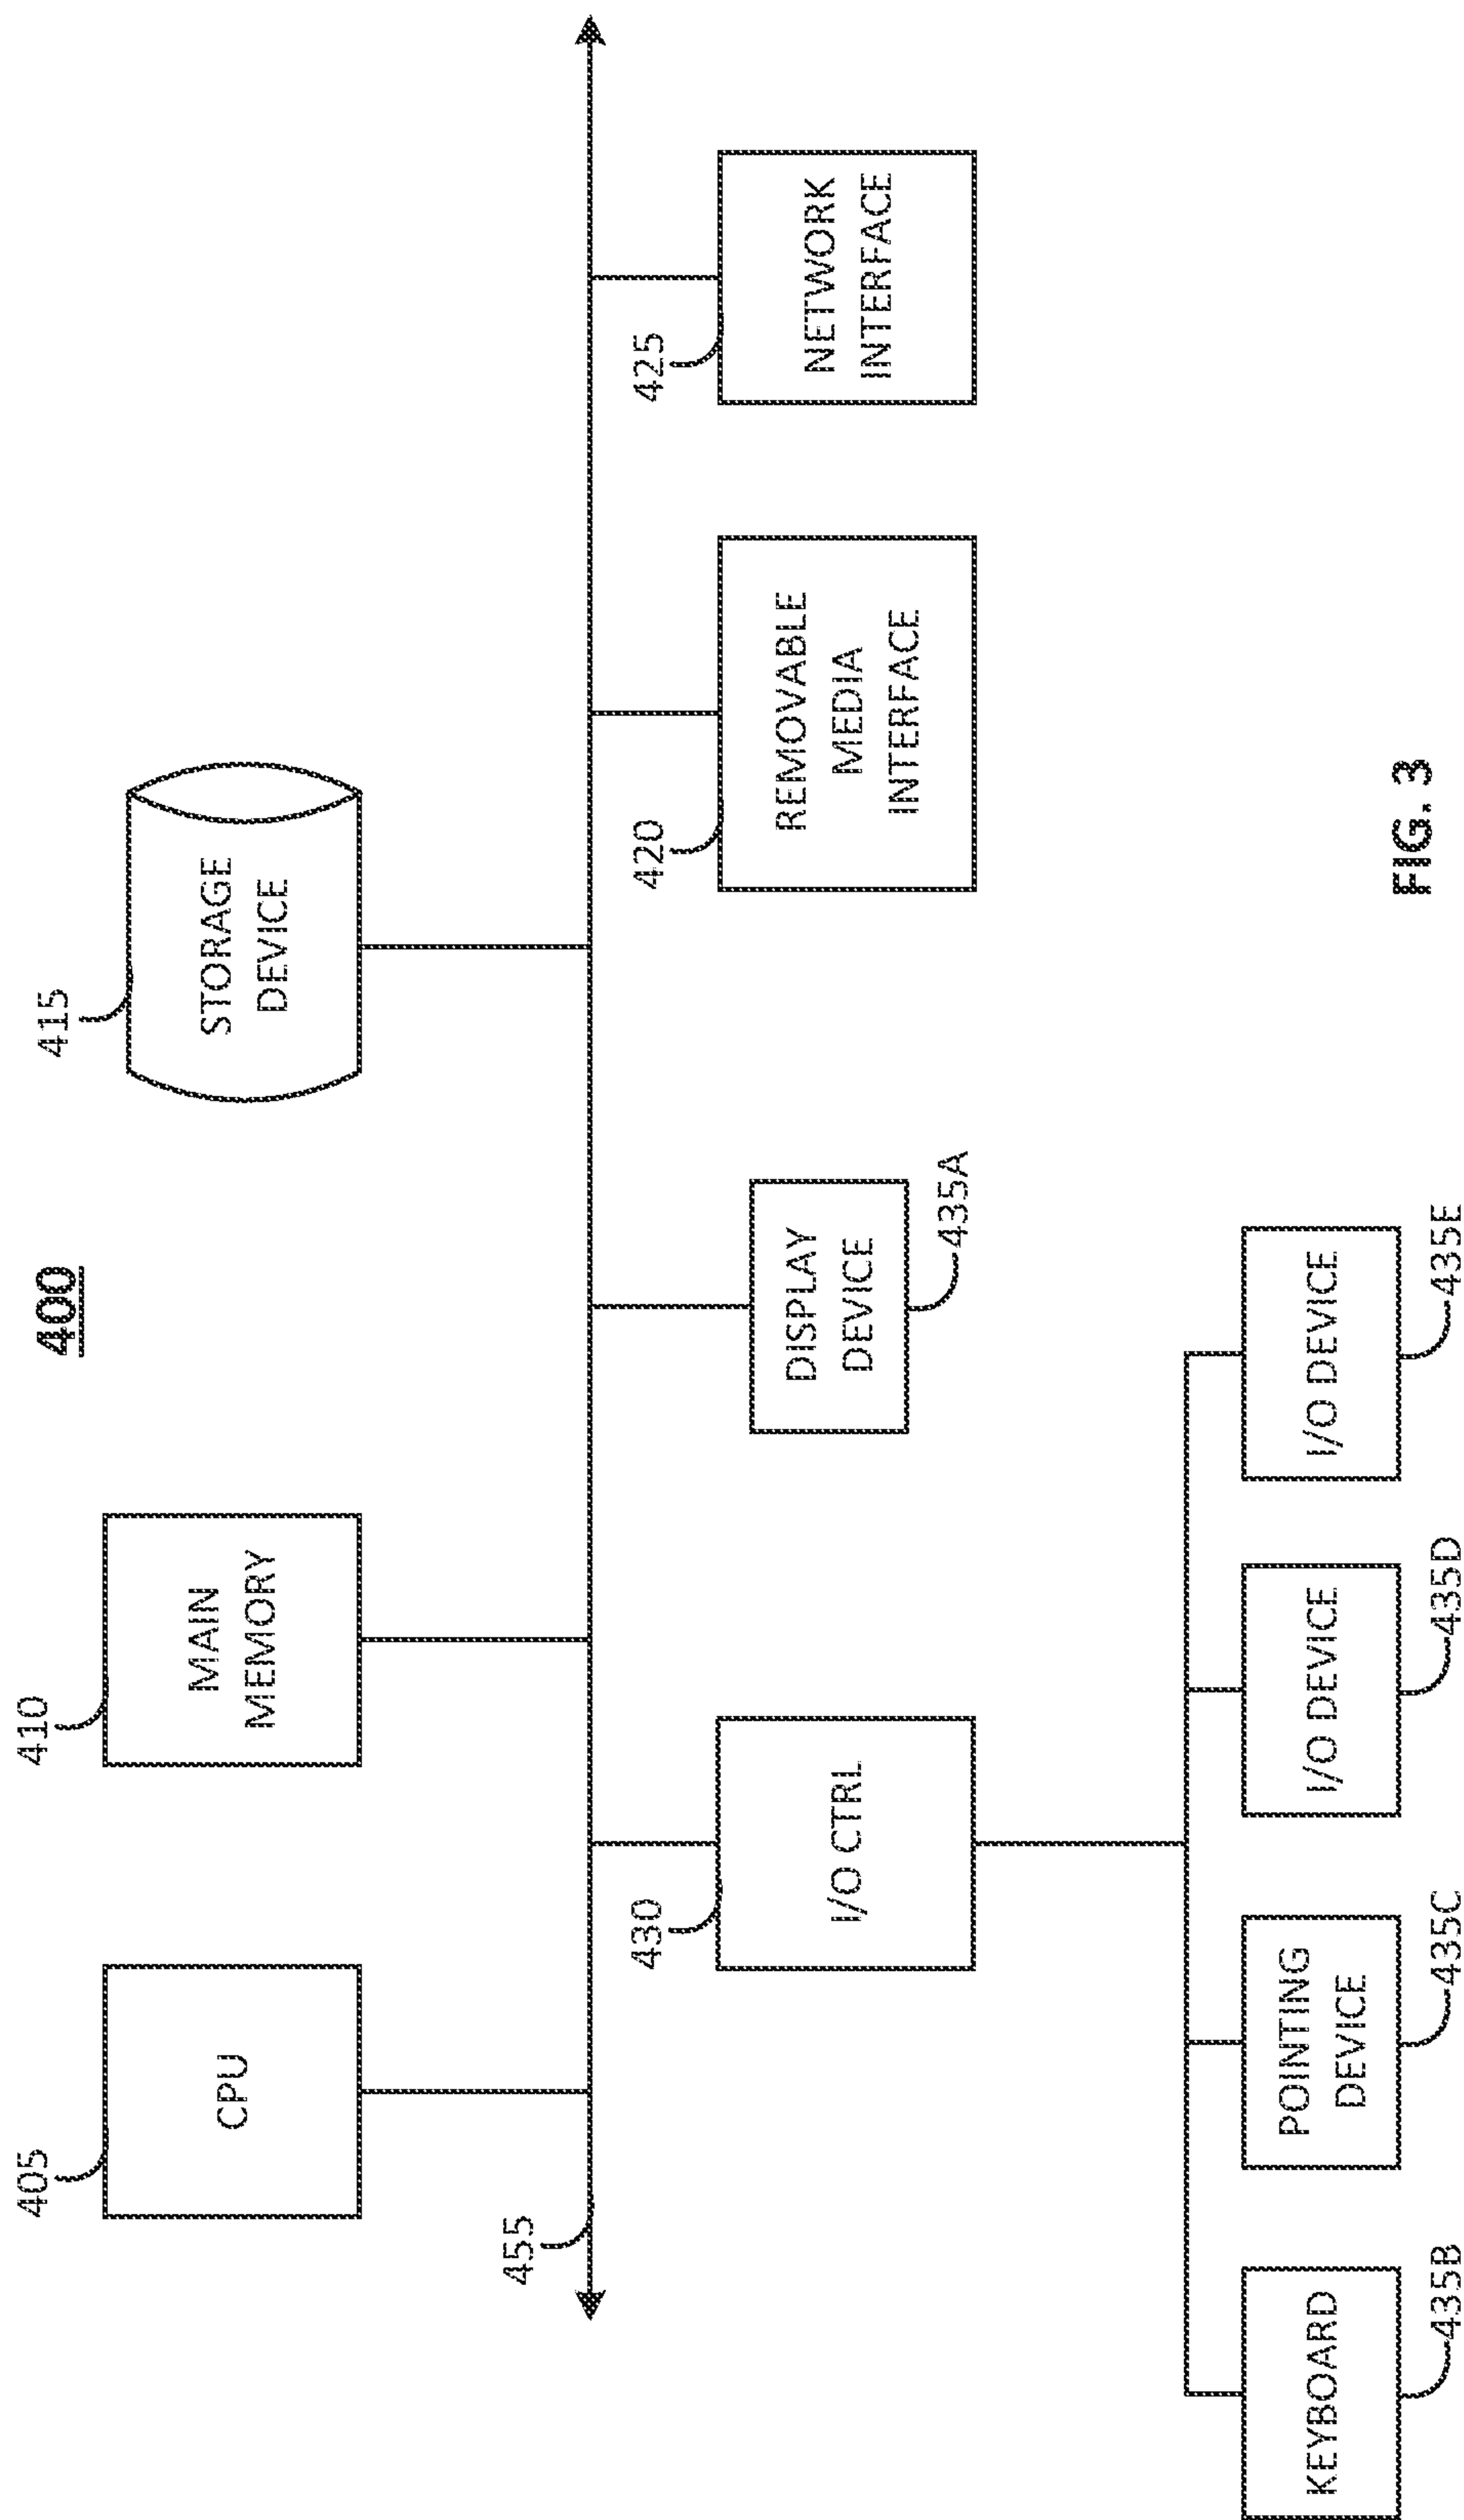 400
405
CPU
410
MAIN
MEMORY
415
STORAGE
DEVICE
455
430
I/O CTRL
DISPLAY
DEVICE
435A
420
REMOVABLE
MEDIA
INTERFACE
425
NETWORK
INTERFACE
KEYBOARD
435B
POINTING
DEVICE
435C
I/O DEVICE
435D
I/O DEVICE
435E
FIG. 3